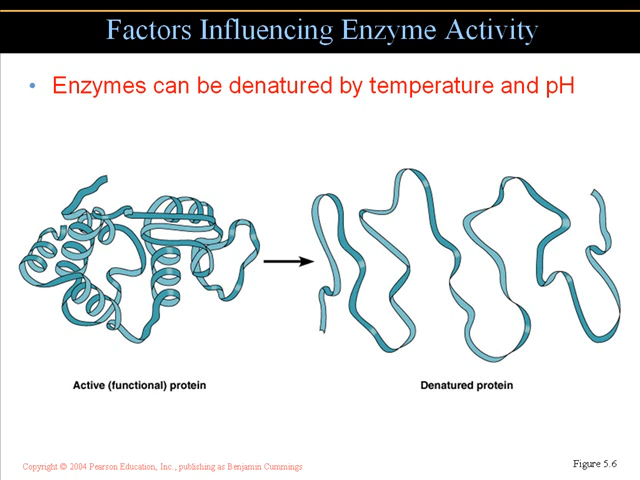 Factors Influencing Enzyme Activity
• Enzymes can be denatured by temperature and pH
Active (functional) protein
Denatured protein
Copyright © 2004 Pearson Education, Inc., publishing as Benjamin Cummings
Figure 5.6